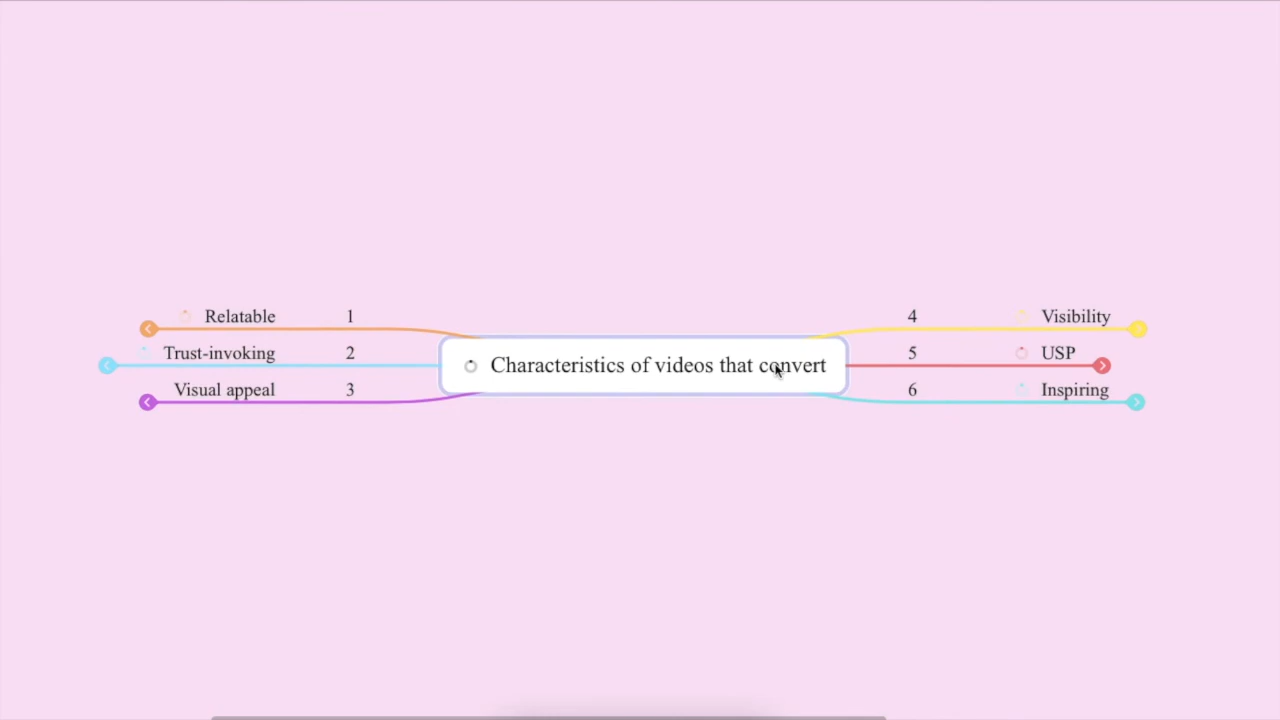 Characteristics of videos that convert
Relatable 1
Trust-invoking 2
Visual appeal 3
4 Visibility
5 USP
6 Inspiring